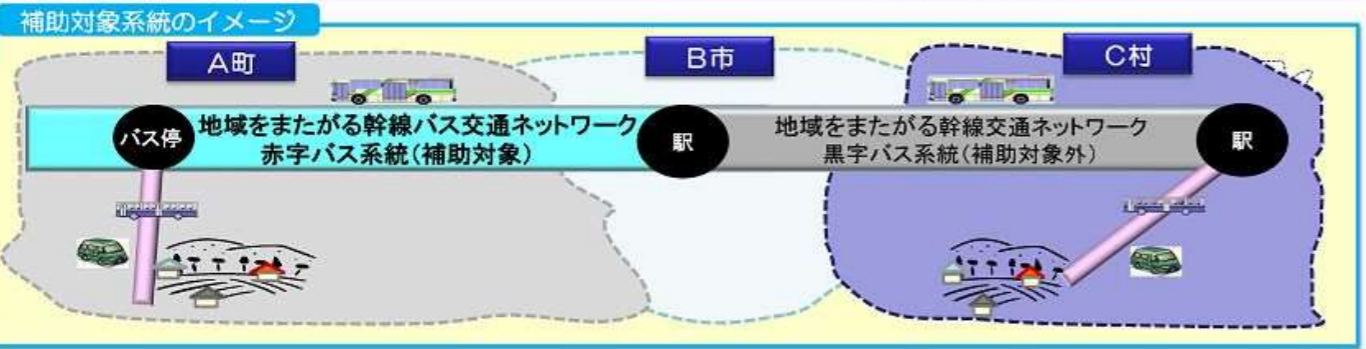 補助対象系統のイメージ
A町
B市
C村
バス停
地域をまたがる幹線バス交通ネットワーク
赤字バス系統(補助対象)
駅
地域をまたがる幹線交通ネットワーク
黒字バス系統(補助対象外)
駅